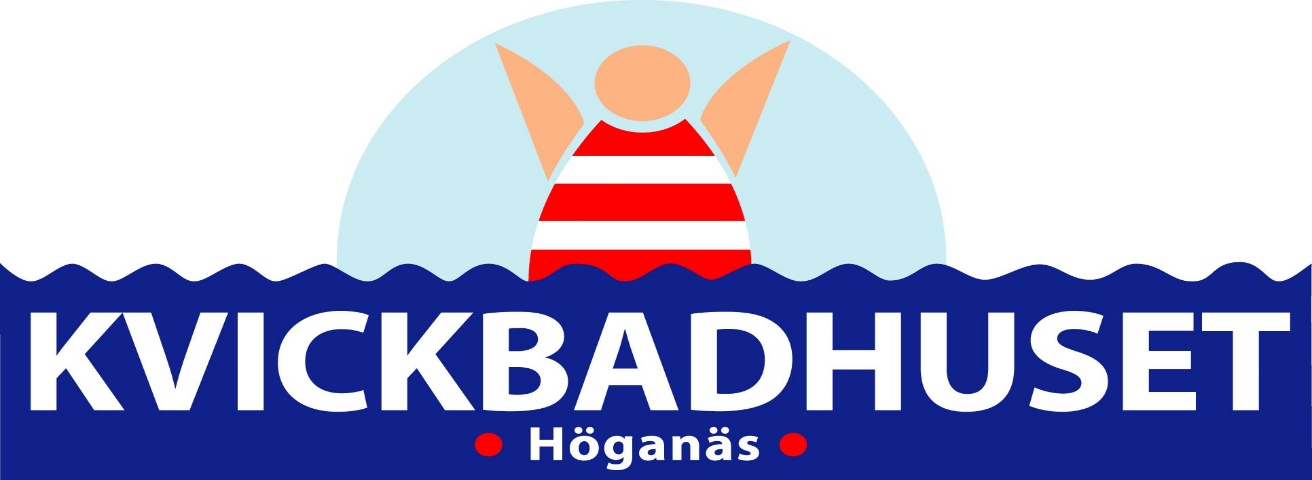 KVICKBADHUSET
• Höganäs •